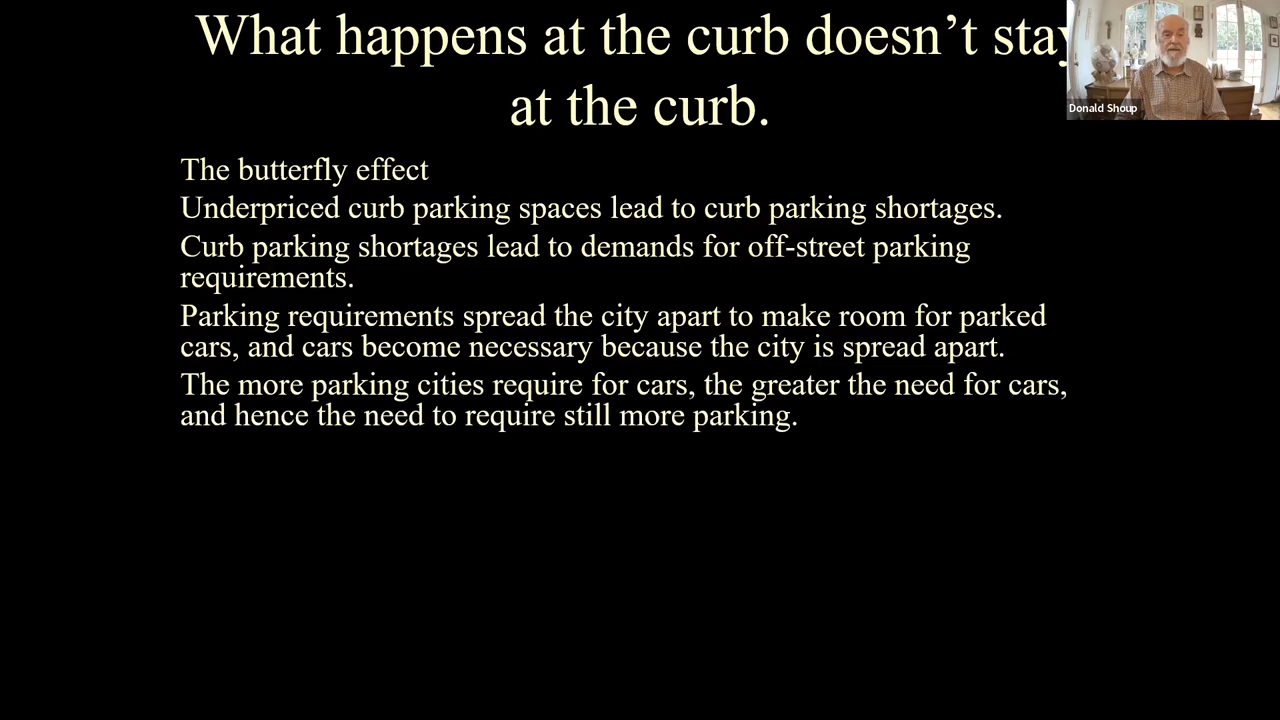 What happens at the curb doesn’t stay
at the curb.
Donald Shoup
The butterfly effect
Underpriced curb parking spaces lead to curb parking shortages.
Curb parking shortages lead to demands for off-street parking
requirements.
Parking requirements spread the city apart to make room for parked
cars, and cars become necessary because the city is spread apart.
The more parking cities require for cars, the greater the need for cars,
and hence the need to require still more parking.